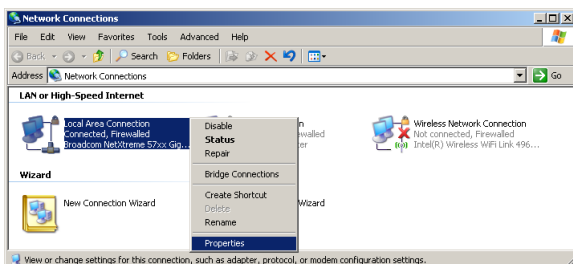 Network Connections
File Edit View Favorites Tools Advanced Help
Back Search Folders
Address Network Connections Go
LAN or High-Speed Internet
Local Area Connection
Connected, Firewalled
Broadcom NetXtreme 57xx Gig...
Disable
Status
Repair
Bridge Connections
Create Shortcut
Delete
Rename
Properties
Wireless Network Connection
Not connected, Firewalled
Intel(R) Wireless WiFi Link 496...
Wizard
New Connection Wizard
Wizard
View or change settings for this connection, such as adapter, protocol, or modem configuration settings.